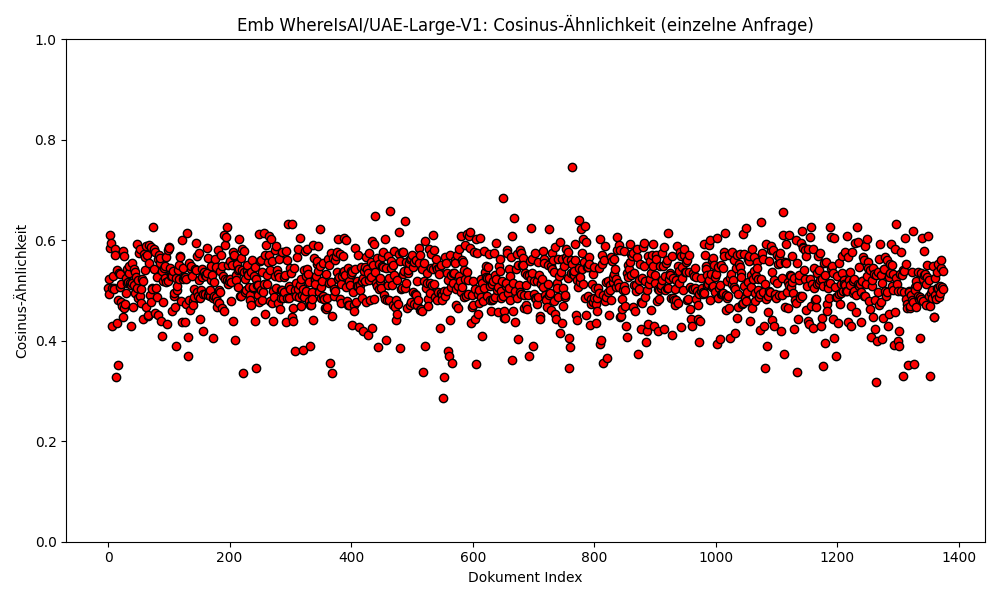 Emb WhereIsAI/UAE-Large-V1: Cosinus-Ähnlichkeit (einzelne Anfrage)
1.0
0.8
0.6
0.4
0.2
0.0
Cosinus-Ähnlichkeit
0 200 400 600 800 1000 1200 1400
Dokument Index